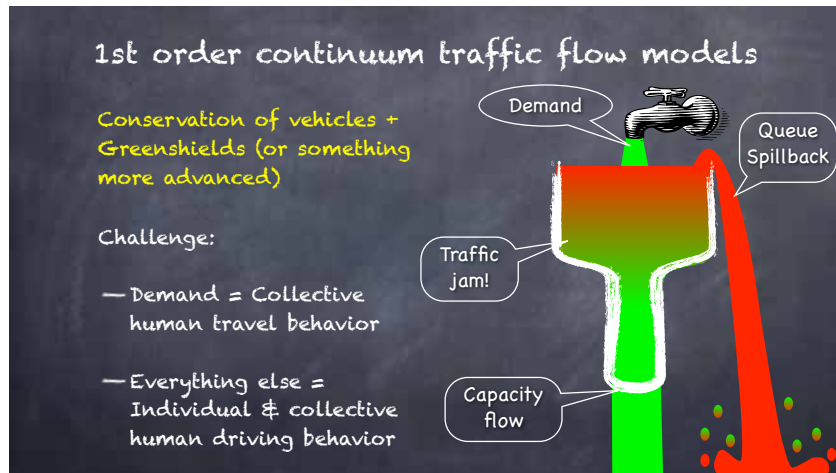 1st order continuum traffic flow models
Conservation of vehicles +
Greenshields (or something
more advanced)
Challenge:
— Demand = Collective
human travel behavior
— Everything else =
Individual & collective
human driving behavior
Demand
Queue
Spillback
Traffic
jam!
Capacity
flow